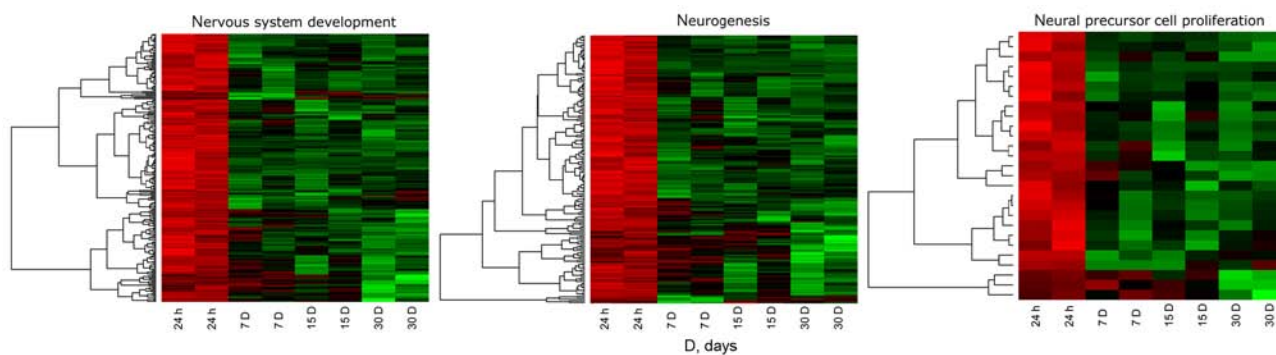 Nervous system development
Neurogenesis
Neural precursor cell proliferation
24 h 24 h 7 D 7 D 15 D 15 D 30 D 30 D
24 h 24 h 7 D 7 D 15 D 15 D 30 D 30 D
24 h 24 h 7 D 7 D 15 D 15 D 30 D 30 D
D, days